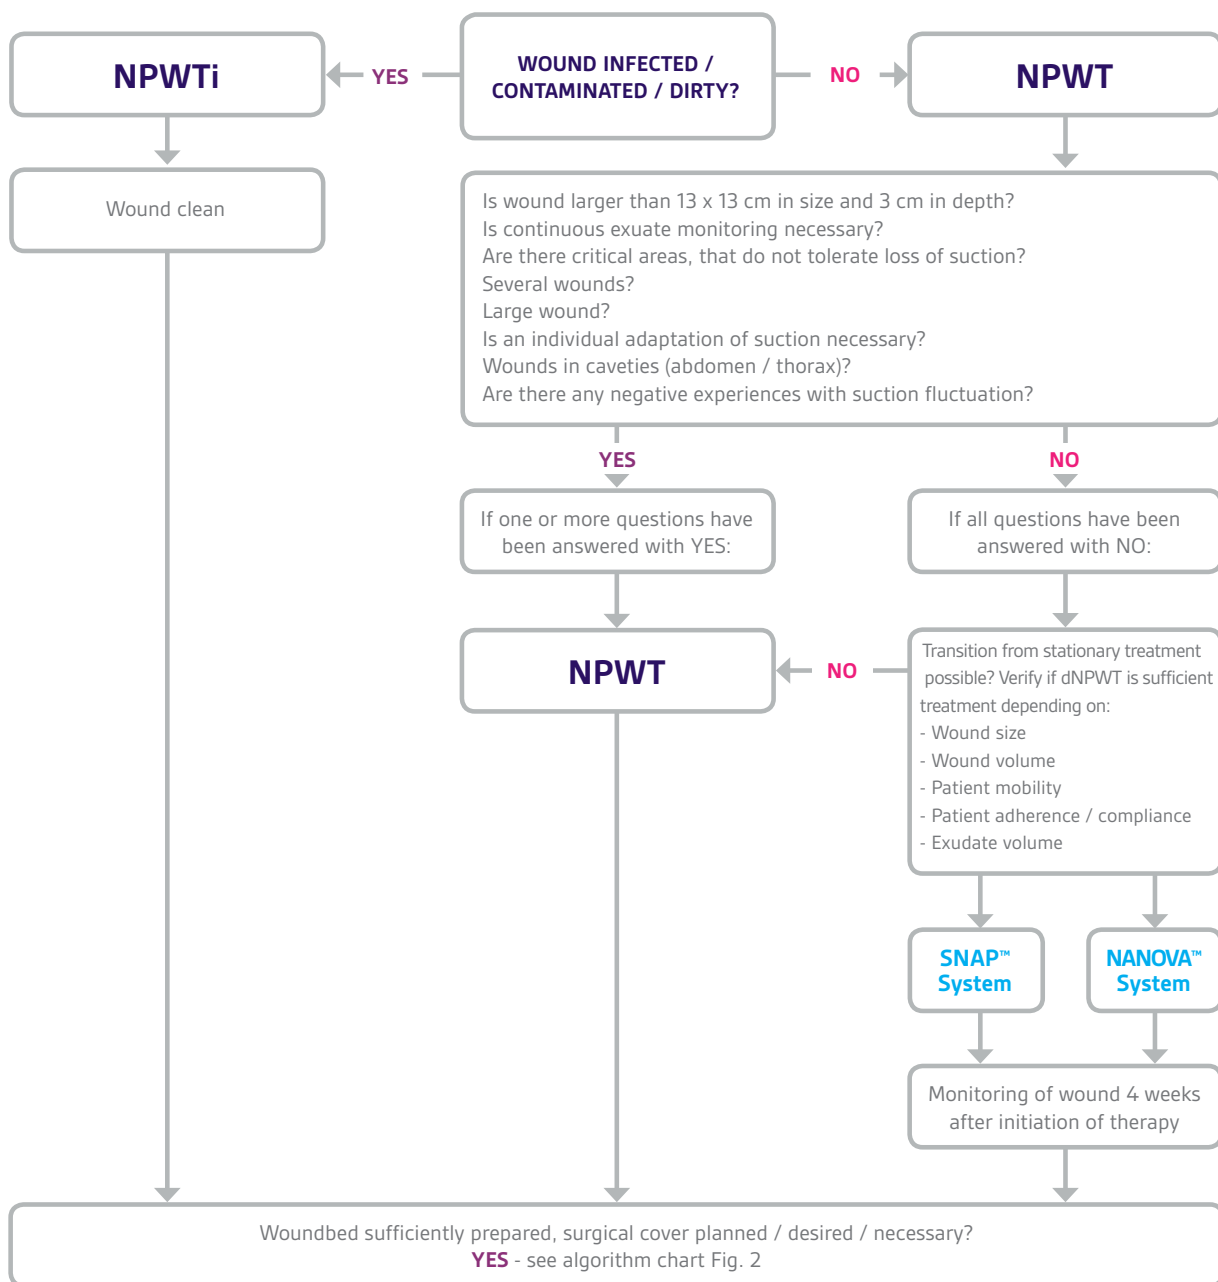 NPWTi
YES
WOUND INFECTED /
CONTAMINATED / DIRTY?
NO
NPWT
Wound clean
Is wound larger than 13 x 13 cm in size and 3 cm in depth?
Is continuous exuate monitoring necessary?
Are there critical areas, that do not tolerate loss of suction?
Several wounds?
Large wound?
Is an individual adaptation of suction necessary?
Wounds in caveties (abdomen / thorax)?
Are there any negative experiences with suction fluctuation?
YES
NO
If one or more questions have
been answered with YES:
If all questions have been
answered with NO:
NPWT
NO
Transition from stationary treatment
possible? Verify if dNPWT is sufficient
treatment depending on:
- Wound size
- Wound volume
- Patient mobility
- Patient adherence / compliance
- Exudate volume
SNAP™
System
NANOVA™
System
Monitoring of wound 4 weeks
after initiation of therapy
Woundbed sufficiently prepared, surgical cover planned / desired / necessary?
YES - see algorithm chart Fig. 2